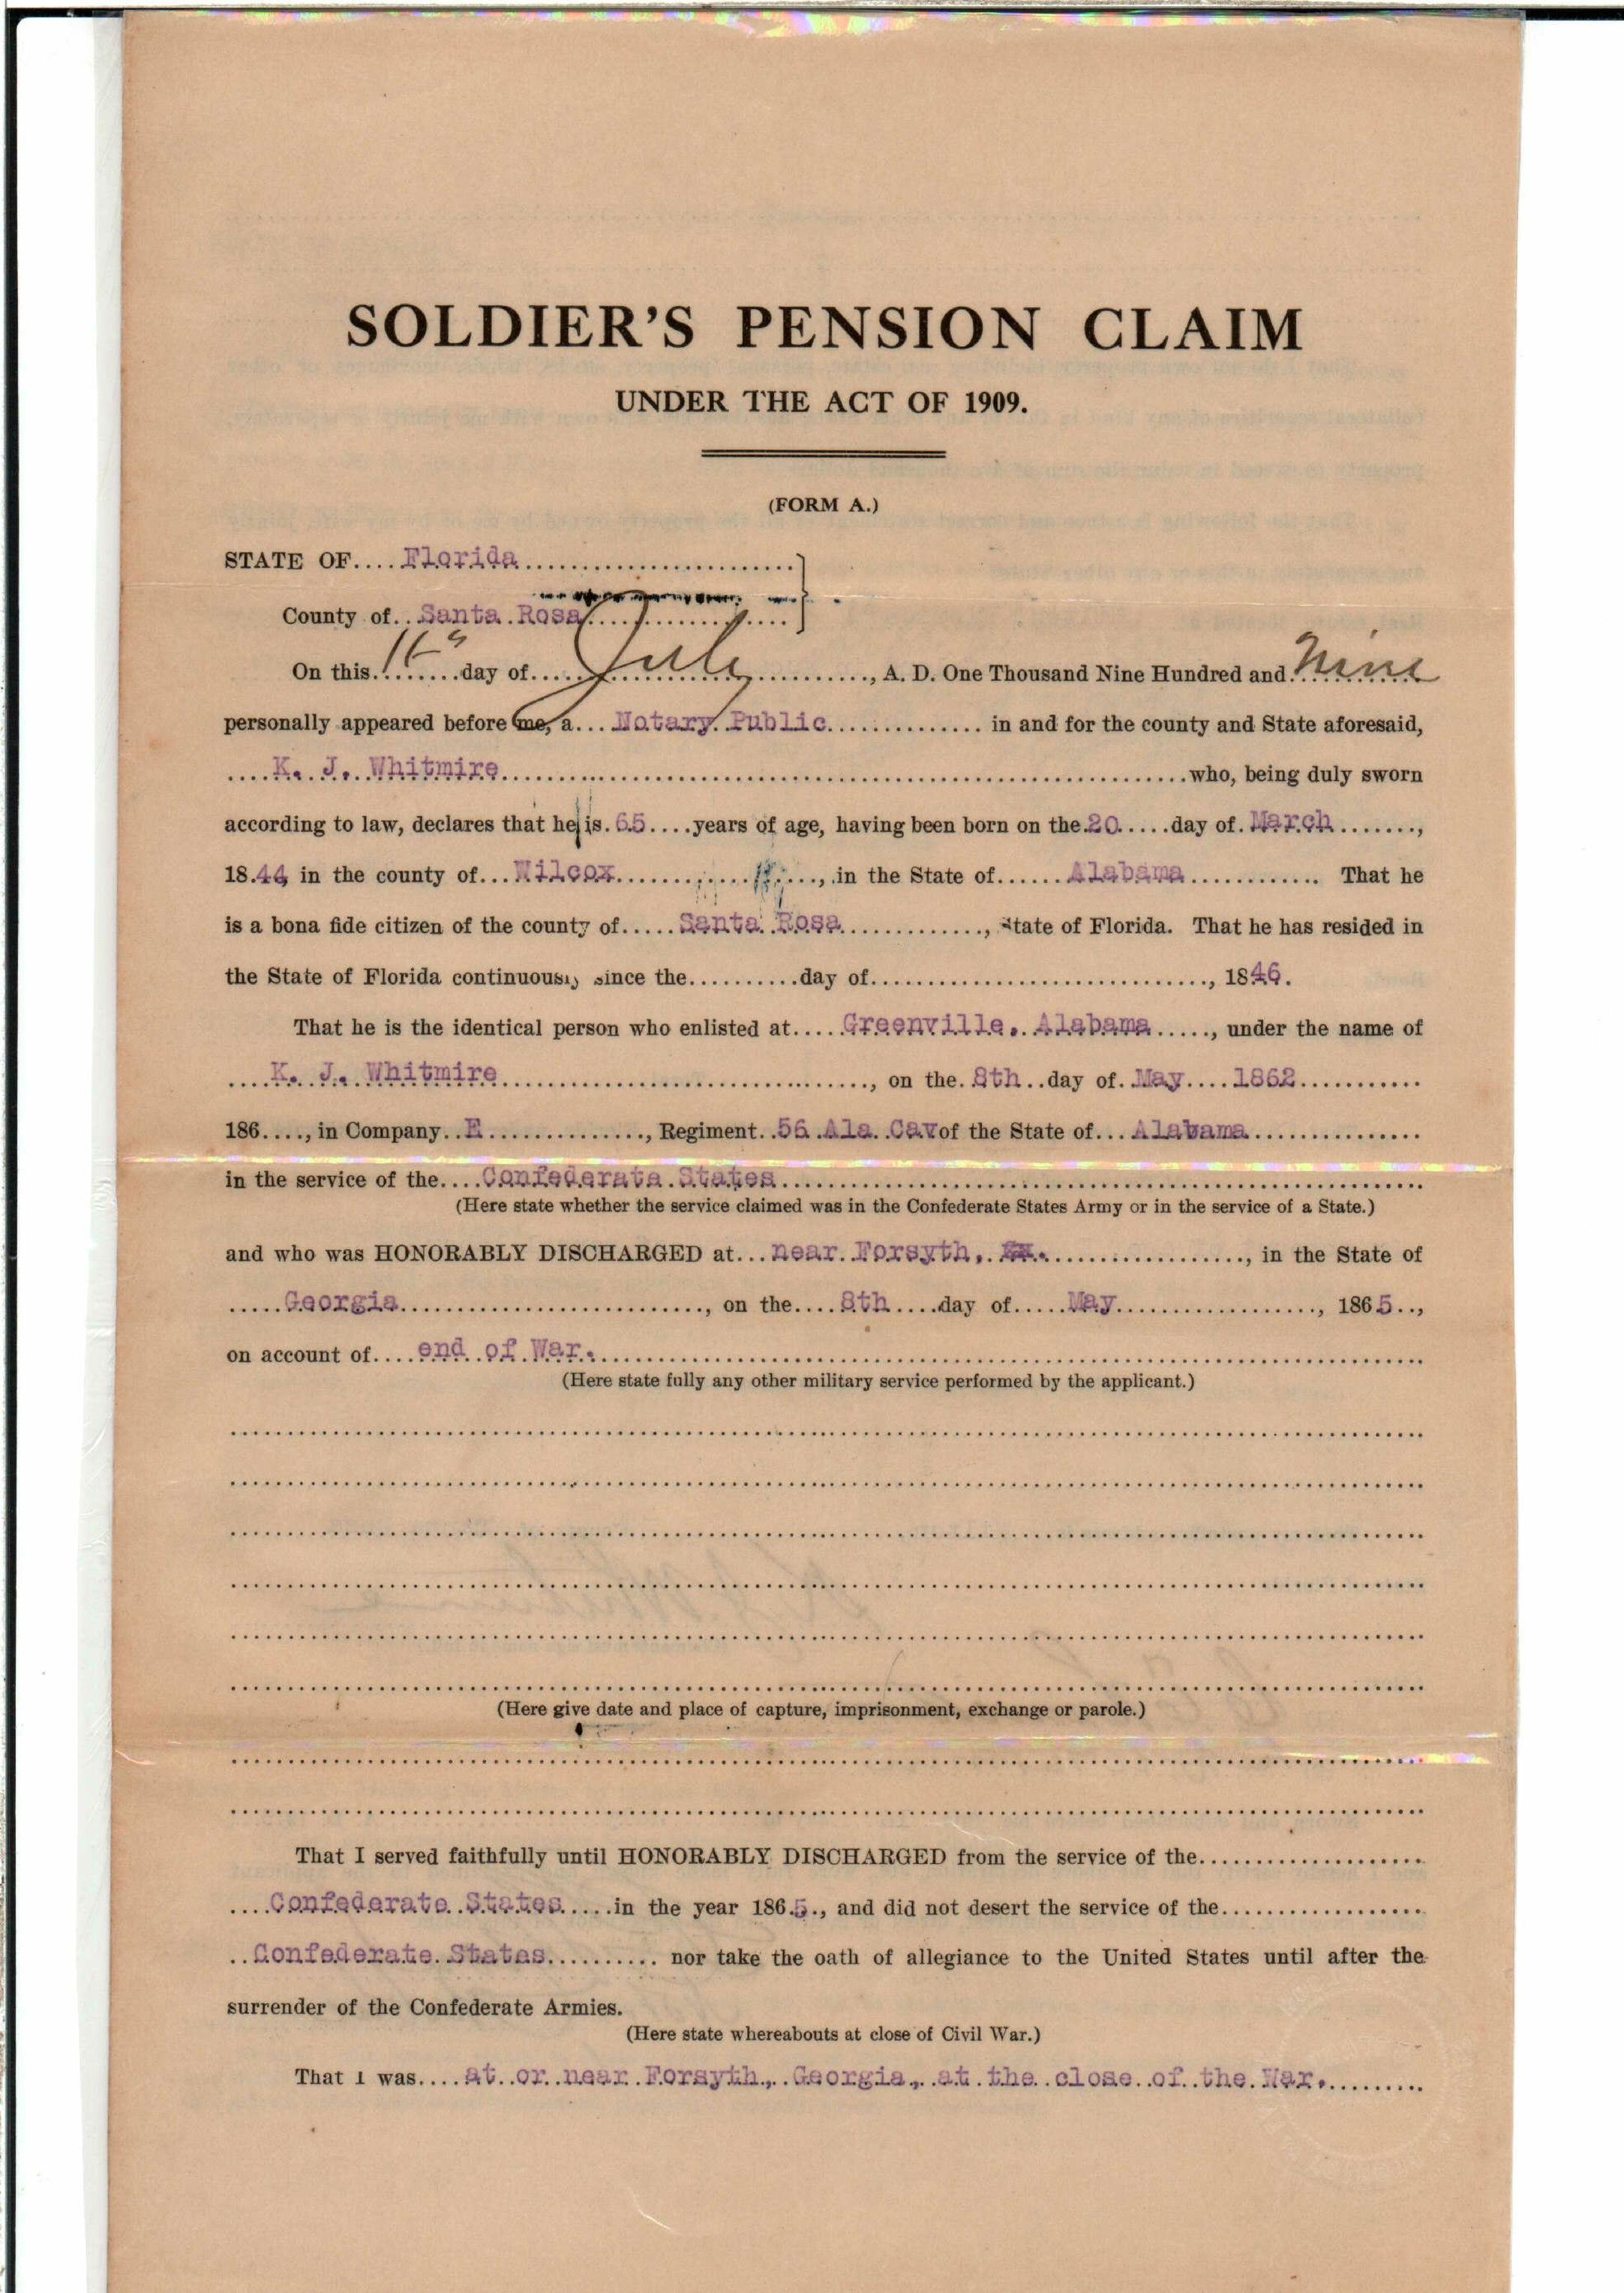 SOLDIER'S PENSION CLAIM
UNDER THE ACT OF 1909.
(FORM A.)
STATE OF.... Florida
County of.. Santa Rosa
On this day of July, A. D. One Thousand Nine Hundred and Nine
personally appeared before me, a... Notary Public in and for the county and State aforesaid,
K. J. Whitmire who, being duly sworn
according to law, declares that he is. 65 years of age, having been born on the 20 day of. March,
18.44 in the county of... Wilcox, in the State of Alabama That he
is a bona fide citizen of the county of Santa Rosa, State of Florida. That he has resided in
the State of Florida continuously since the day of, 1846.
That he is the identical person who enlisted at Greenville, Alabama, under the name of
K. J. Whitmire, on the. 8th day of. May 1862
186...., in Company E, Regiment. 56 Ala. Cav of the State of... Alabama
in the service of the Confederate States
(Here state whether the service claimed was in the Confederate States Army or in the service of a State.)
and who was HONORABLY DISCHARGED at... near Forsyth,, in the State of
Georgia, on the 8th day of May, 1865..,
on account of end of War.
(Here state fully any other military service performed by the applicant.)
(Here give date and place of capture, imprisonment, exchange or parole.)
That I served faithfully until HONORABLY DISCHARGED from the service of the
Confederate States in the year 186.5., and did not desert the service of the
Confederate States nor take the oath of allegiance to the United States until after the
surrender of the Confederate Armies.
(Here state whereabouts at close of Civil War.)
That I was at or near Forsyth, Georgia, at the close of the War.